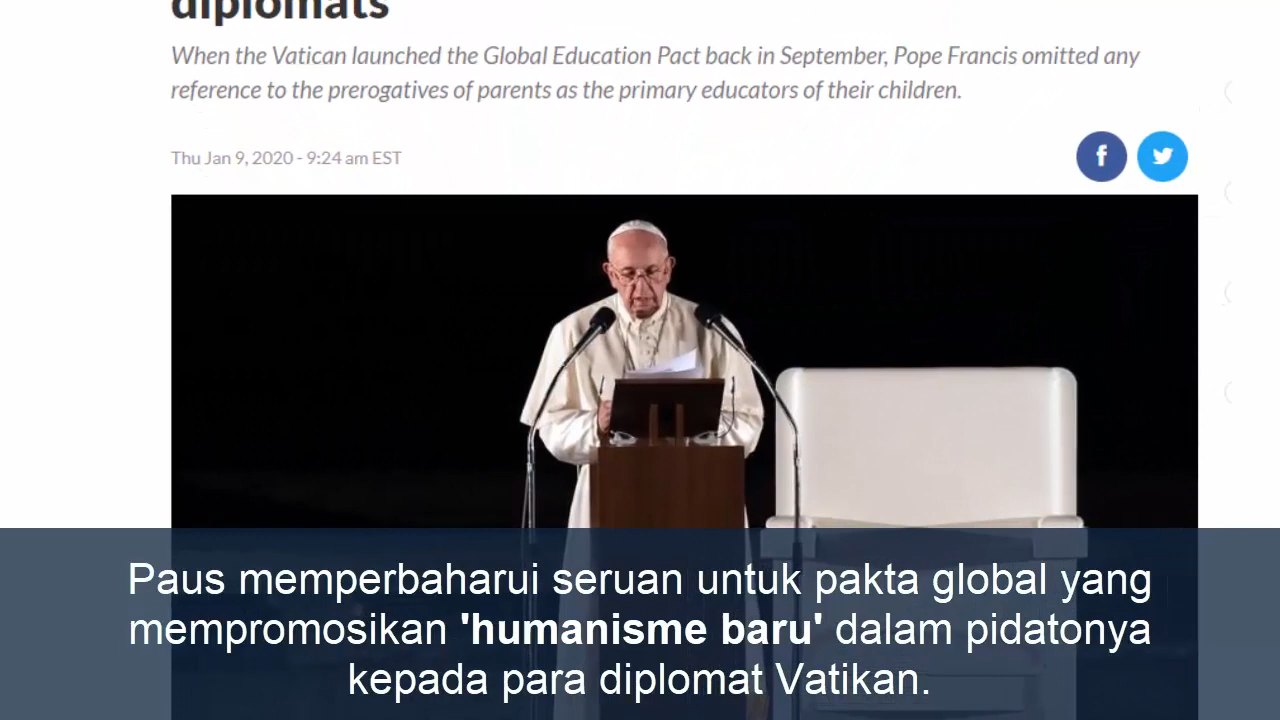 diplomats
When the Vatican launched the Global Education Pact back in September, Pope Francis omitted any
reference to the prerogatives of parents as the primary educators of their children.
Thu Jan 9, 2020 - 9:24 am EST
Paus memperbaharui seruan untuk pakta global yang
mempromosikan 'humanisme baru' dalam pidatonya
kepada para diplomat Vatikan.